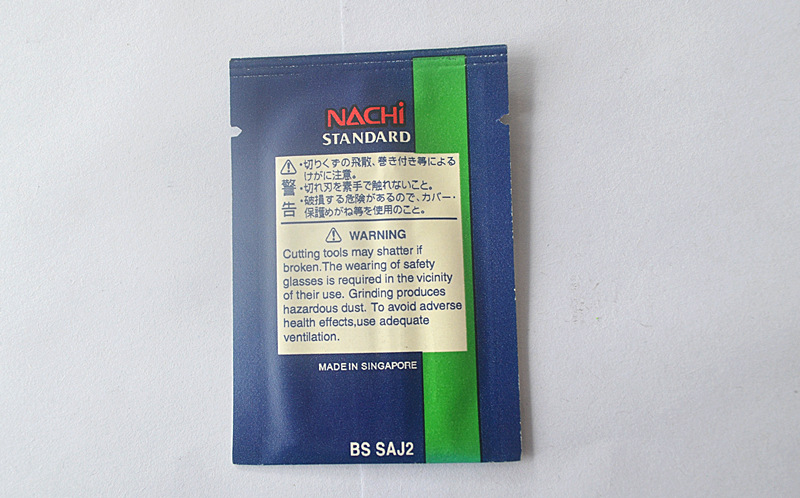 NACHi
STANDARD
・切りくずの飛散、巻き付き等による
けがに注意。
警 ・切れ刃を素手で触れないこと。
告 ・破損する危険があるので、カバー・
保護めがね等を使用のこと。
WARNING
Cutting tools may shatter if
broken.The wearing of safety
glasses is required in the vicinity
of their use. Grinding produces
hazardous dust. To avoid adverse
health effects,use adequate
ventilation.
MADE IN SINGAPORE
BS SAJ2